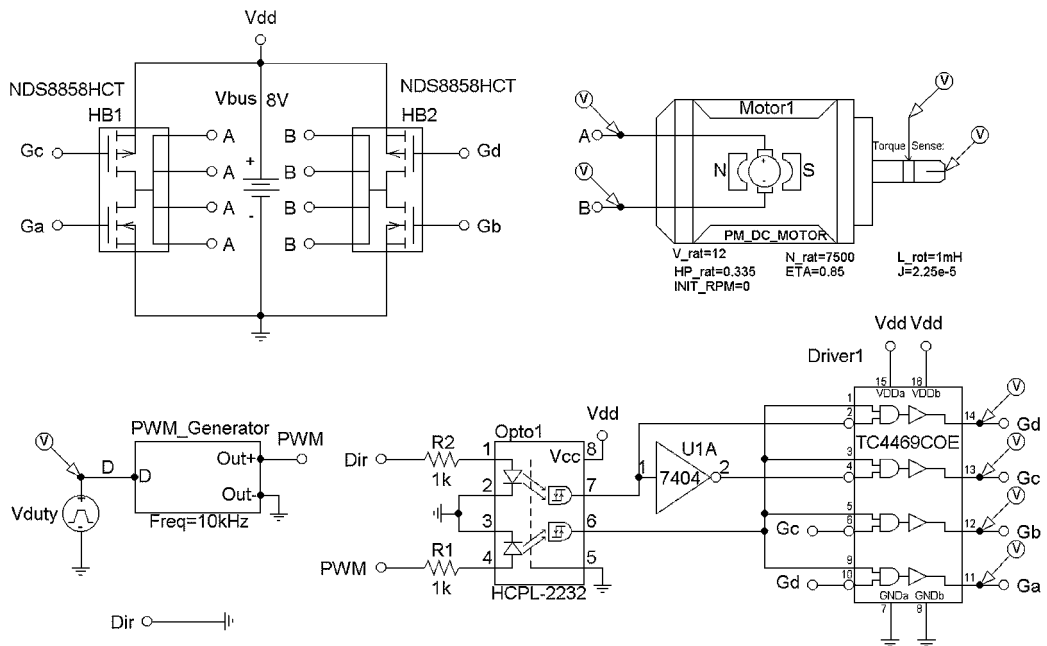 Vdd
NDS8858HCT
NDS8858HCT
Vbus 8V
HB1
HB2
A
B
Gc
Gd
A
B
+
A
B
-
Ga
Gb
A
B
V
V
V
V
Motor1
A
B
N
S
+
-
Torque Sense:
PM_DC_MOTOR
V_rat=12
N_rat=7500
L_rot=1mH
HP_rat=0.335
ETA=0.85
J=2.25e-5
INIT_RPM=0
Vdd Vdd
Driver1
15
16
VDDa
VDDb
1
2
14
V
Gd
TC4469COE
3
4
13
V
Gc
5
6
Gc
12
V
Gb
9
10
Gd
11
V
Ga
GNDa
GNDb
7
8
V
D
PWM_Generator
D
Out+
PWM
Out-
Vduty
Freq=10kHz
Dir
Dir
R2
1k
Opto1
Vdd
1
Vcc
8
2
7
3
6
4
5
R1
1k
PWM
HCPL-2232
U1A
1
7404
2